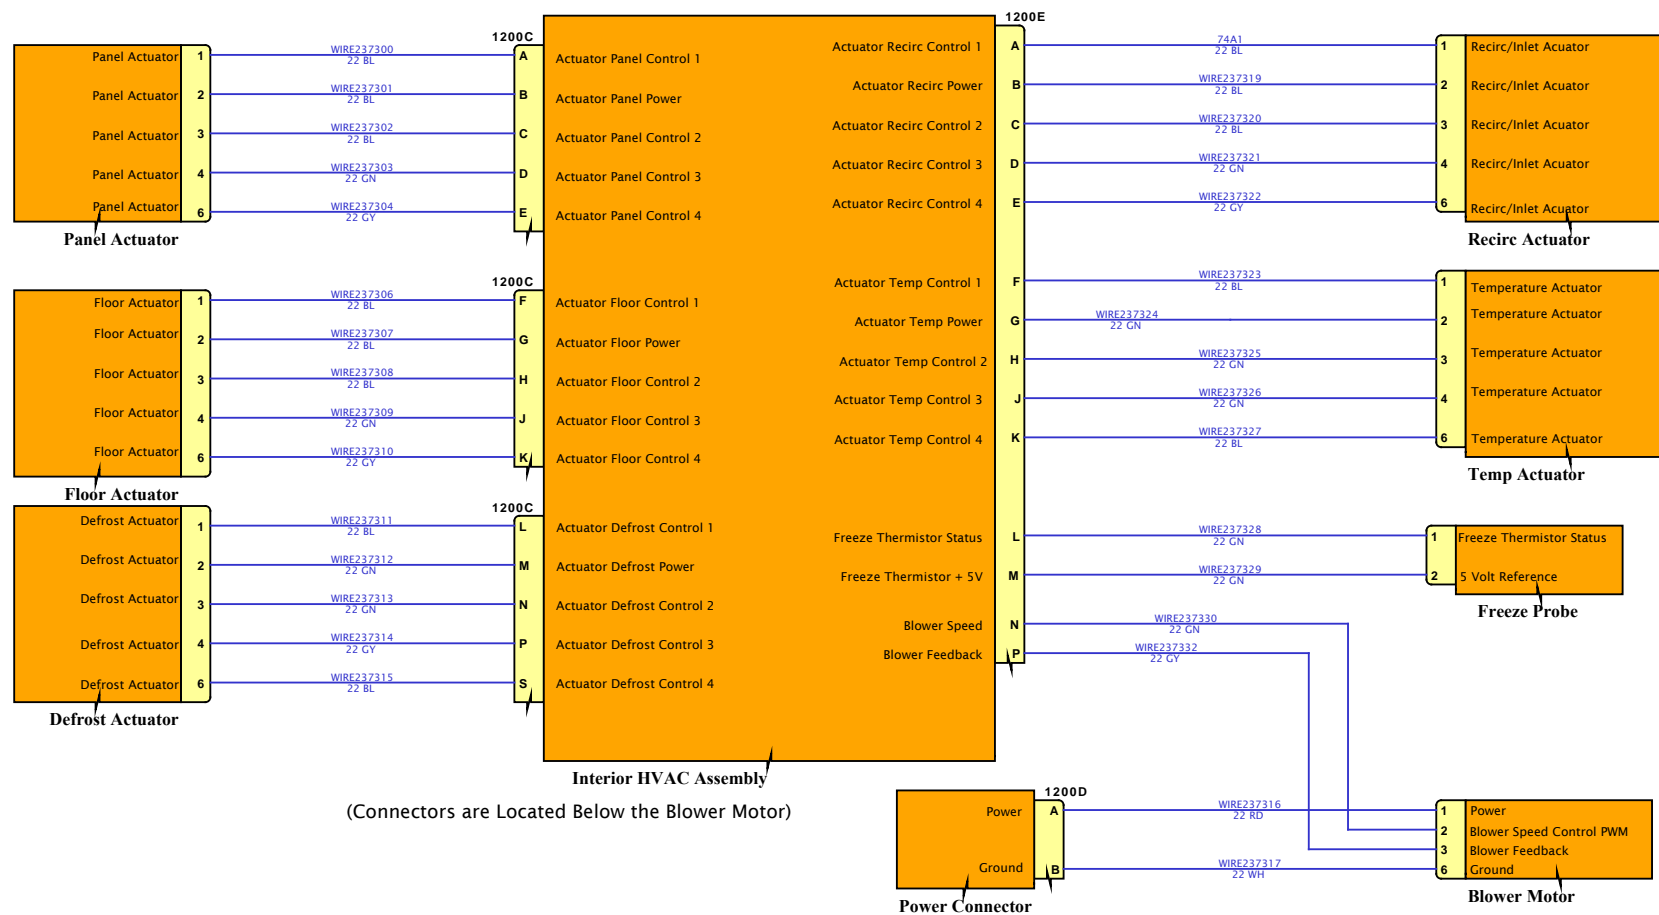 1200C
Panel Actuator 1 WIRE237300 22 BL A Actuator Panel Control 1
Panel Actuator 2 WIRE237301 22 BL B Actuator Panel Power
Panel Actuator 3 WIRE237302 22 BL C Actuator Panel Control 2
Panel Actuator 4 WIRE237303 22 GN D Actuator Panel Control 3
Panel Actuator 6 WIRE237304 22 GY E Actuator Panel Control 4
Panel Actuator
1200C
Floor Actuator 1 WIRE237306 22 BL F Actuator Floor Control 1
Floor Actuator 2 WIRE237307 22 BL G Actuator Floor Power
Floor Actuator 3 WIRE237308 22 BL H Actuator Floor Control 2
Floor Actuator 4 WIRE237309 22 GN J Actuator Floor Control 3
Floor Actuator 6 WIRE237310 22 GY K Actuator Floor Control 4
Floor Actuator
1200C
Defrost Actuator 1 WIRE237311 22 BL L Actuator Defrost Control 1
Defrost Actuator 2 WIRE237312 22 GN M Actuator Defrost Power
Defrost Actuator 3 WIRE237313 22 GN N Actuator Defrost Control 2
Defrost Actuator 4 WIRE237314 22 GY P Actuator Defrost Control 3
Defrost Actuator 6 WIRE237315 22 BL S Actuator Defrost Control 4
Defrost Actuator
1200E
Actuator Recirc Control 1 A 74A1 22 BL 1 Recirc/Inlet Acuator
Actuator Recirc Power B WIRE237319 22 BL 2 Recirc/Inlet Acuator
Actuator Recirc Control 2 C WIRE237320 22 BL 3 Recirc/Inlet Acuator
Actuator Recirc Control 3 D WIRE237321 22 GN 4 Recirc/Inlet Acuator
Actuator Recirc Control 4 E WIRE237322 22 GY 6 Recirc/Inlet Acuator
Recirc Actuator
Actuator Temp Control 1 F WIRE237323 22 BL 1 Temperature Actuator
Actuator Temp Power G WIRE237324 22 GN 2 Temperature Actuator
Actuator Temp Control 2 H WIRE237325 22 GN 3 Temperature Actuator
Actuator Temp Control 3 J WIRE237326 22 GN 4 Temperature Actuator
Actuator Temp Control 4 K WIRE237327 22 BL 6 Temperature Actuator
Temp Actuator
Freeze Thermistor Status L WIRE237328 22 GN 1 Freeze Thermistor Status
Freeze Thermistor + 5V M WIRE237329 22 GN 2 5 Volt Reference
Freeze Probe
Blower Speed N WIRE237330 22 GN
Blower Feedback P WIRE237332 22 GY
Interior HVAC Assembly
(Connectors are Located Below the Blower Motor)
1200D
Power A WIRE237316 22 RD 1 Power
2 Blower Speed Control PWM
3 Blower Feedback
Ground B WIRE237317 22 WH 6 Ground
Power Connector
Blower Motor